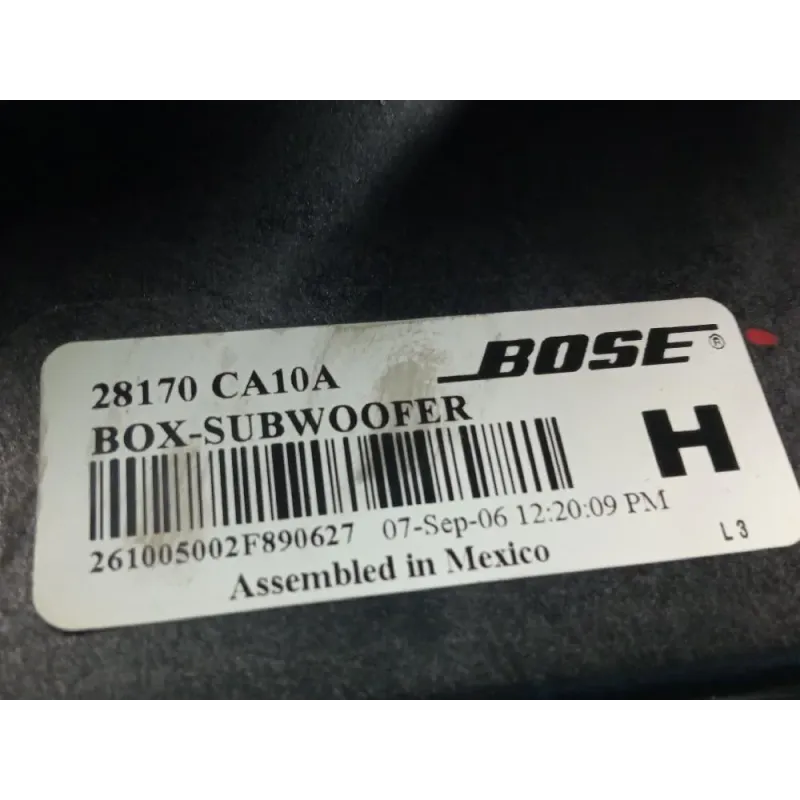 BOSE®
28170 CA10A
BOX-SUBWOOFER
H
261005002F890627 07-Sep-06 12:20:09 PM
Assembled in Mexico
L3